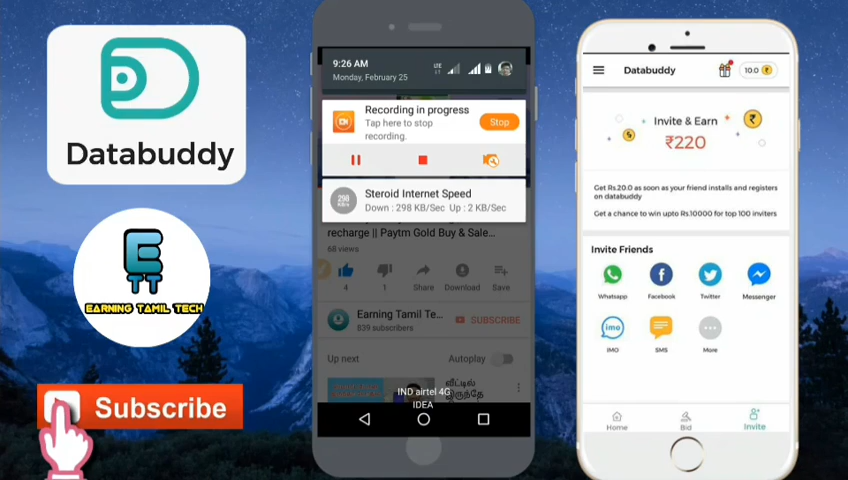 Databuddy
EARNING TAMIL TECH
Subscribe
9:26 AM
Monday, February 25
LTE
Recording in progress
Stop
Tap here to stop
recording.
298
KB/s
Steroid Internet Speed
Down : 298 KB/Sec Up : 2 KB/Sec
recharge || Paytm Gold Buy & Sale...
68 views
4
1
Share
Download
Save
Earning Tamil Te...
SUBSCRIBE
839 subscribers
Up next
Autoplay
வீட்டில்
இருந்தே
IND airtel 4G
IDEA
Databuddy
10.0
Invite & Earn
₹220
Get Rs.20.0 as soon as your friend installs and registers
on databuddy
Get a chance to win upto Rs.10000 for top 100 inviters
Invite Friends
Whatsapp
Facebook
Twitter
Messenger
imo
IMO
SMS
More
Home
Bid
Invite